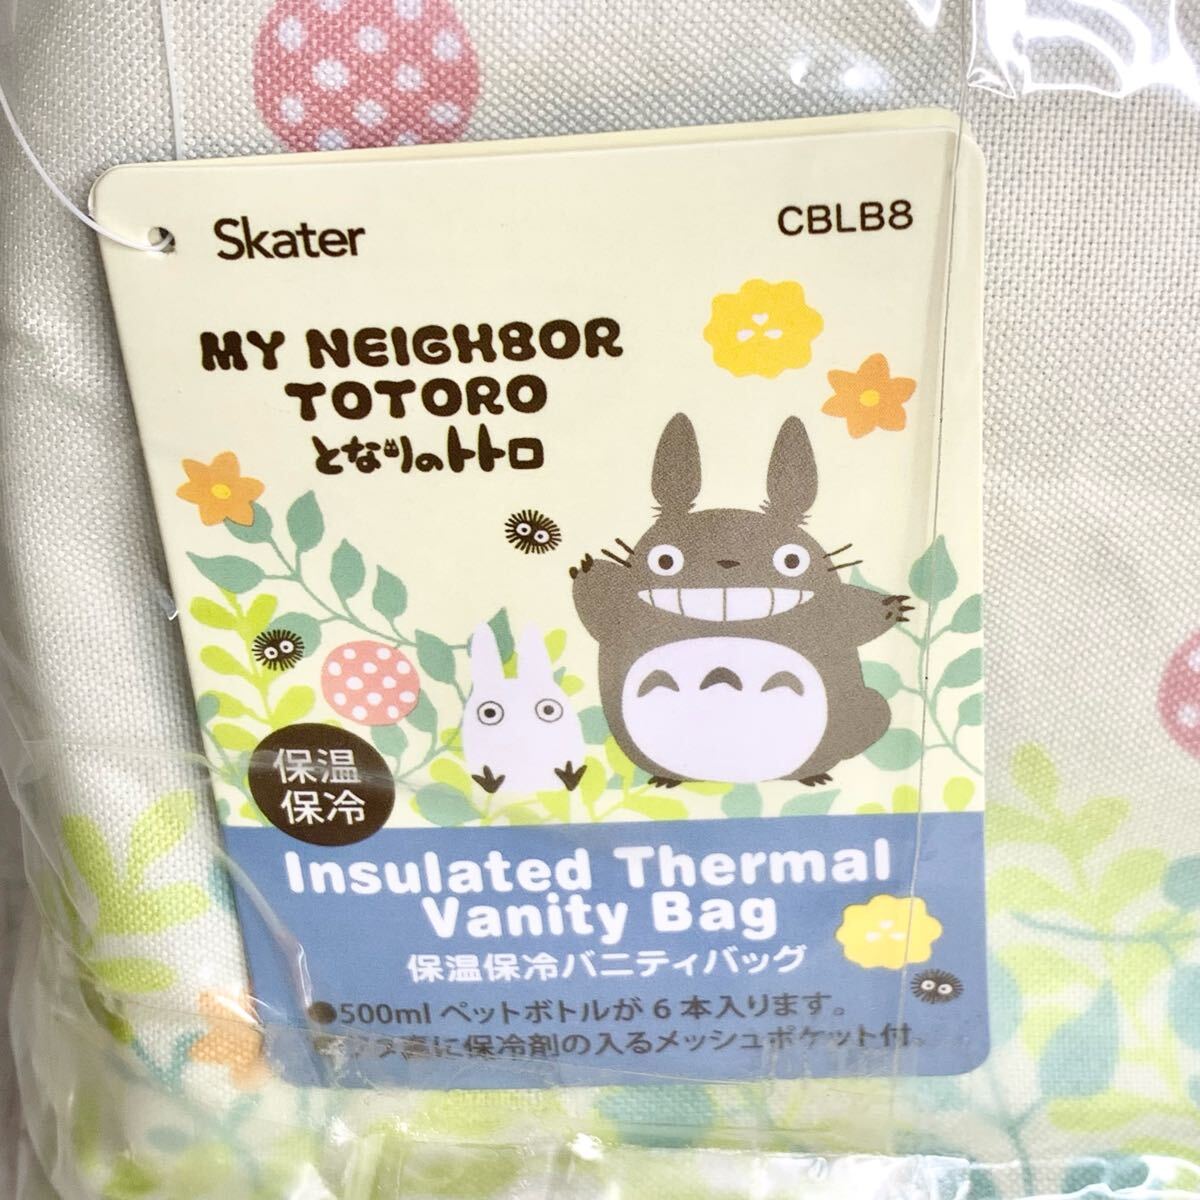 Skater
CBLB8
MY NEIGHBOR
TOTORO
となりのトトロ
保温
保冷
Insulated Thermal
Vanity Bag
保温保冷バニティバッグ
●500ml ペットボトルが 6 本入ります。
に保冷剤の入るメッシュポケット付。